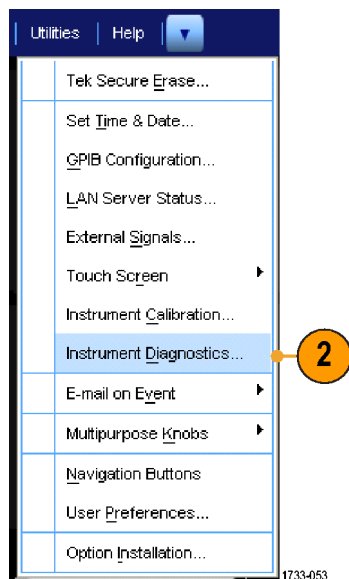 Utilities | Help
Tek Secure Erase...
Set Time & Date...
GPIB Configuration...
LAN Server Status...
External Signals...
Touch Screen
Instrument Calibration...
Instrument Diagnostics...
2
E-mail on Event
Multipurpose Knobs
Navigation Buttons
User Preferences...
Option Installation...
1733-053